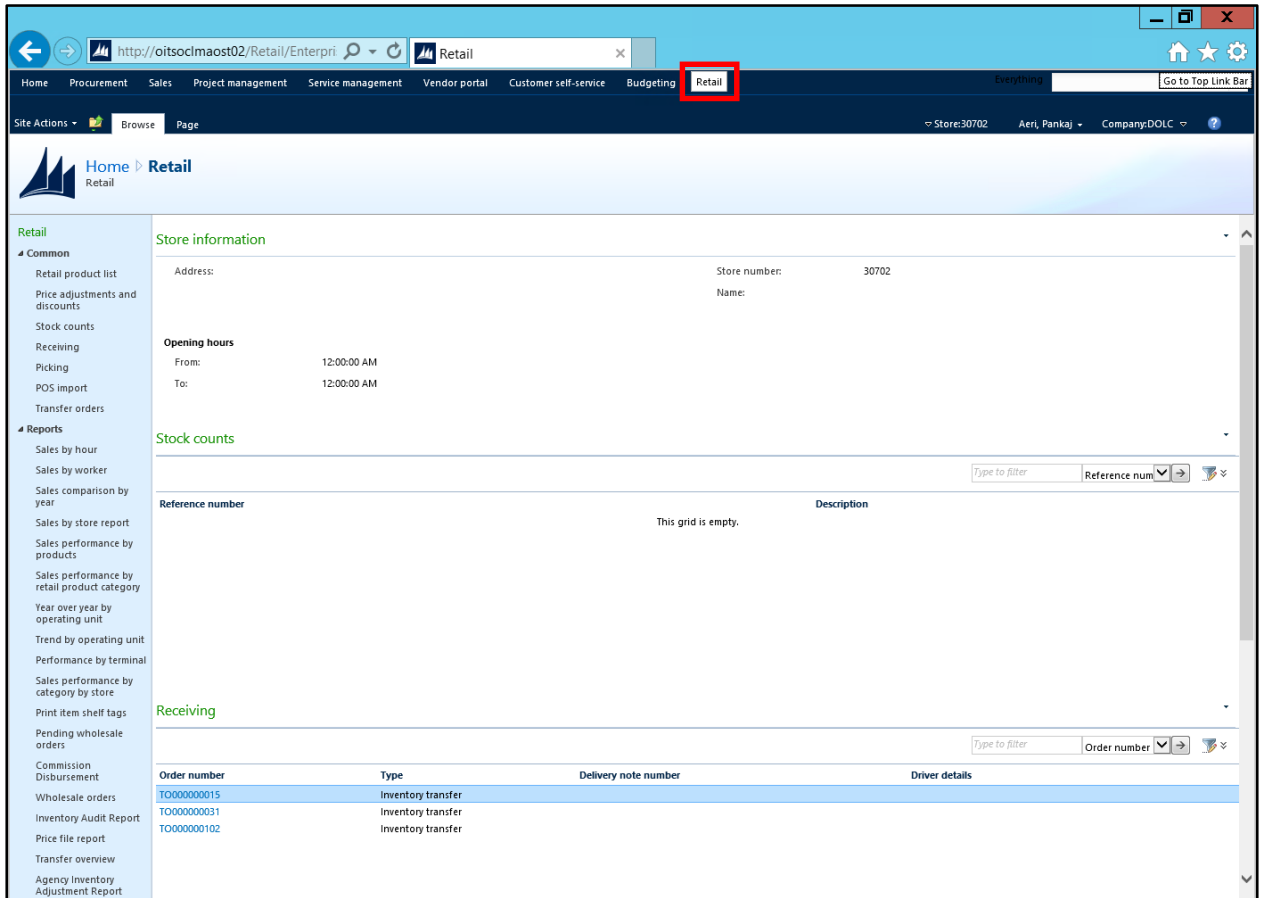 http://oitsoclmaost02/Retail/Enterpri
Retail
Home Procurement Sales Project management Service management Vendor portal Customer self-service Budgeting Retail Everything Go to Top Link Bar
Site Actions Browse Page Store:30702 Aeri, Pankaj Company:DOLC
Home Retail
Retail
Retail
Common
Retail product list
Price adjustments and
discounts
Stock counts
Receiving
Picking
POS import
Transfer orders
Reports
Sales by hour
Sales by worker
Sales comparison by
year
Sales by store report
Sales performance by
products
Sales performance by
retail product category
Year over year by
operating unit
Trend by operating unit
Performance by terminal
Sales performance by
category by store
Print item shelf tags
Pending wholesale
orders
Commission
Disbursement
Wholesale orders
Inventory Audit Report
Price file report
Transfer overview
Agency Inventory
Adjustment Report
Store information
Address: Store number: 30702
Name:
Opening hours
From: 12:00:00 AM
To: 12:00:00 AM
Stock counts
Type to filter Reference num
Reference number Description
This grid is empty.
Receiving
Type to filter Order number
Order number Type Delivery note number Driver details
TO000000015 Inventory transfer
TO000000031 Inventory transfer
TO000000102 Inventory transfer